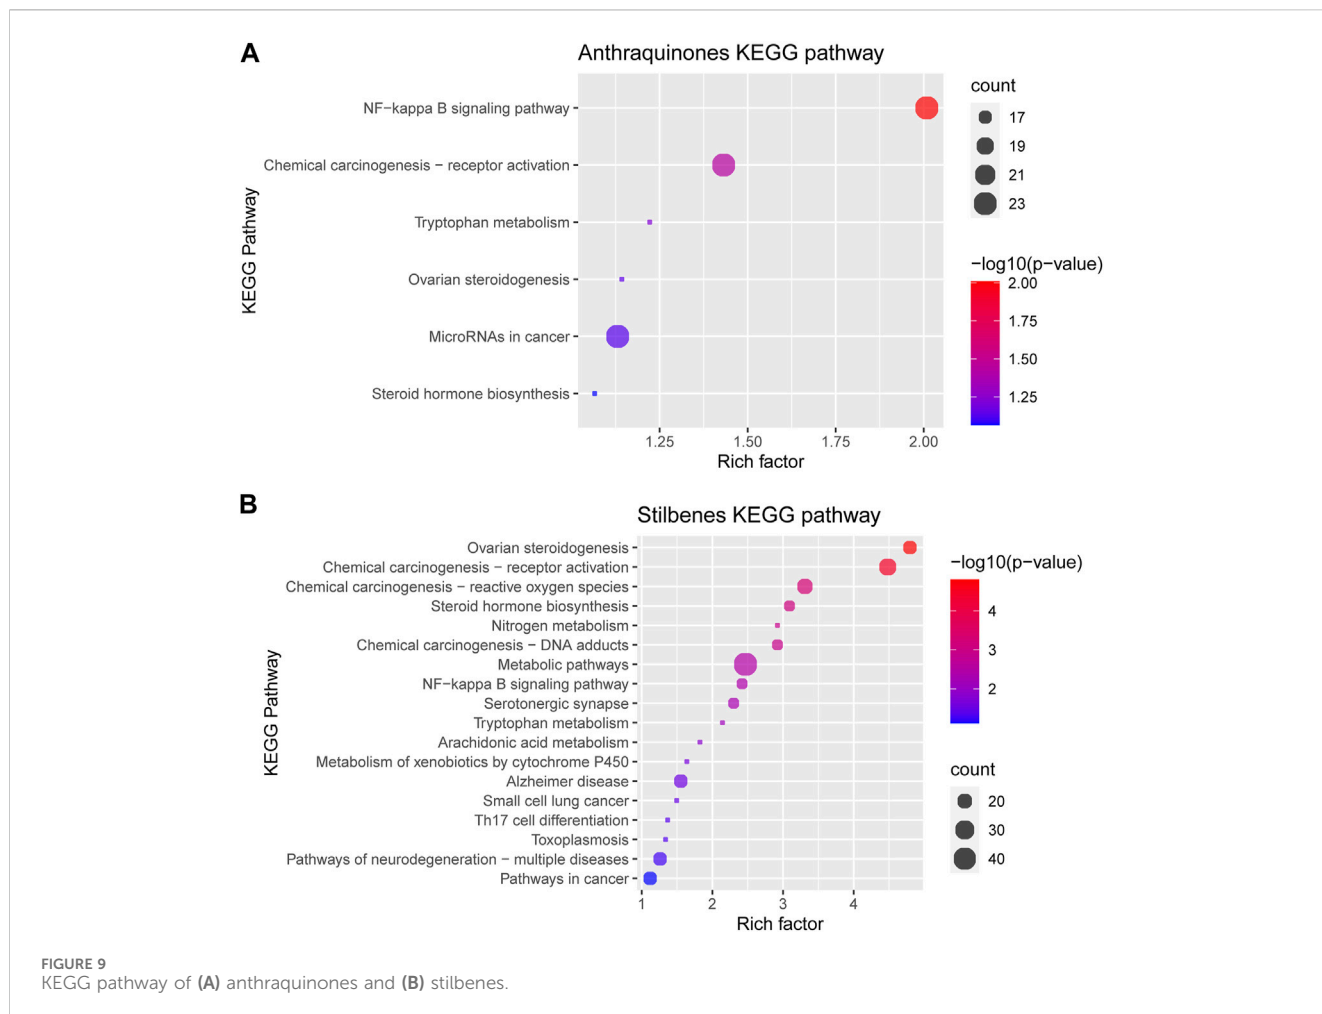 A
Anthraquinones KEGG pathway
KEGG Pathway
NF−kappa B signaling pathway
Chemical carcinogenesis − receptor activation
Tryptophan metabolism
Ovarian steroidogenesis
MicroRNAs in cancer
Steroid hormone biosynthesis
1.25 1.50 1.75 2.00
Rich factor
count
17
19
21
23
−log10(p−value)
2.00
1.75
1.50
1.25
B
Stilbenes KEGG pathway
KEGG Pathway
Ovarian steroidogenesis
Chemical carcinogenesis − receptor activation
Chemical carcinogenesis − reactive oxygen species
Steroid hormone biosynthesis
Nitrogen metabolism
Chemical carcinogenesis − DNA adducts
Metabolic pathways
NF−kappa B signaling pathway
Serotonergic synapse
Tryptophan metabolism
Arachidonic acid metabolism
Metabolism of xenobiotics by cytochrome P450
Alzheimer disease
Small cell lung cancer
Th17 cell differentiation
Toxoplasmosis
Pathways of neurodegeneration − multiple diseases
Pathways in cancer
1 2 3 4
Rich factor
−log10(p−value)
4
3
2
count
20
30
40
FIGURE 9
KEGG pathway of (A) anthraquinones and (B) stilbenes.